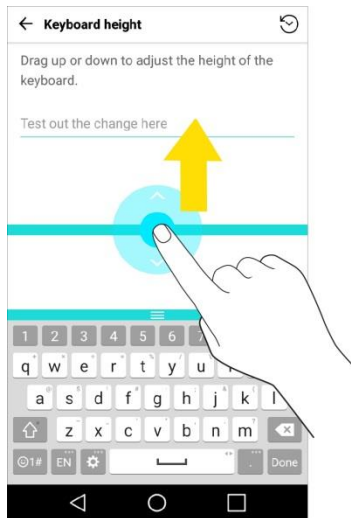 Keyboard height
Drag up or down to adjust the height of the
keyboard.
Test out the change here
1 2 3 4 5 6
q w e r t y u
a s d f g h j k l
z x c v b n m
☺1# EN . Done